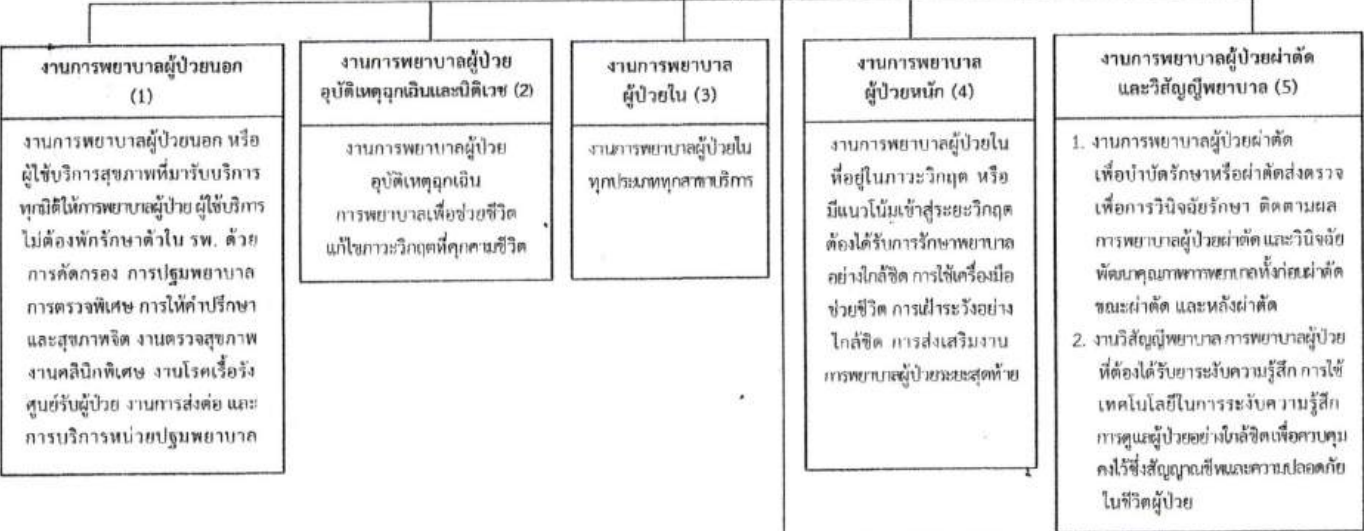 งานการพยาบาลผู้ป่วยนอก
(1)
งานการพยาบาลผู้ป่วยนอก หรือ
ผู้ใช้บริการสุขภาพที่มารับบริการ
ทุกมิติให้การพยาบาลผู้ป่วย ผู้ใช้บริการ
ไม่ต้องพักรักษาตัวใน รพ. ด้วย
การคัดกรอง การปฐมพยาบาล
การตรวจพิเศษ การให้คำปรึกษา
และสุขภาพจิต งานตรวจสุขภาพ
งานคลินิกพิเศษ งานโรคเรื้อรัง
ศูนย์รับผู้ป่วย งานการส่งต่อ และ
การบริการหน่วยปฐมพยาบาล
งานการพยาบาลผู้ป่วย
อุบัติเหตุฉุกเฉินและนิติเวช (2)
งานการพยาบาลผู้ป่วย
อุบัติเหตุฉุกเฉิน
การพยาบาลเพื่อช่วยชีวิต
แก้ไขภาวะวิกฤตที่คุกคามชีวิต
งานการพยาบาล
ผู้ป่วยใน (3)
งานการพยาบาลผู้ป่วยใน
ทุกประเภททุกสาขาบริการ
งานการพยาบาล
ผู้ป่วยหนัก (4)
งานการพยาบาลผู้ป่วยใน
ที่อยู่ในภาวะวิกฤต หรือ
มีแนวโน้มเข้าสู่ระยะวิกฤต
ต้องได้รับการรักษาพยาบาล
อย่างใกล้ชิด การใช้เครื่องมือ
ช่วยชีวิต การเฝ้าระวังอย่าง
ใกล้ชิด การส่งเสริมงาน
การพยาบาลผู้ป่วยระยะสุดท้าย
งานการพยาบาลผู้ป่วยผ่าตัด
และวิสัญญีพยาบาล (5)
1. งานการพยาบาลผู้ป่วยผ่าตัด
เพื่อบำบัดรักษาหรือผ่าตัดส่งตรวจ
เพื่อการวินิจฉัยรักษา ติดตามผล
การพยาบาลผู้ป่วยผ่าตัด และวินิจฉัย
พัฒนาคุณภาพการพยาบาลทั้งก่อนผ่าตัด
ขณะผ่าตัด และหลังผ่าตัด
2. งานวิสัญญีพยาบาล การพยาบาลผู้ป่วย
ที่ต้องได้รับยาระงับความรู้สึก การใช้
เทคโนโลยีในการระงับความรู้สึก
การดูแลผู้ป่วยอย่างใกล้ชิดเพื่อควบคุม
คงไว้ซึ่งสัญญาณชีพและความปลอดภัย
ในชีวิตผู้ป่วย